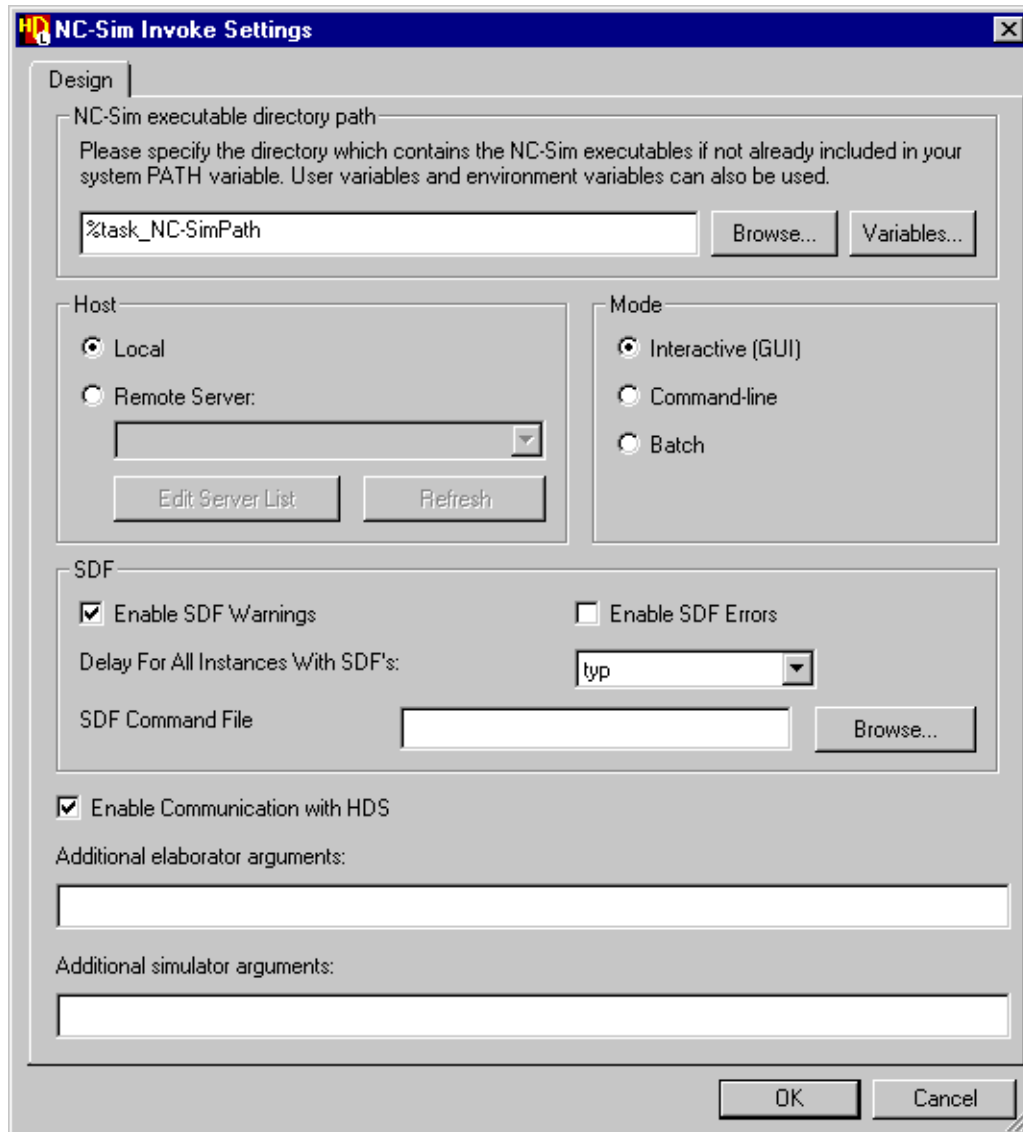 HDL NC-Sim Invoke Settings
Design
NC-Sim executable directory path
Please specify the directory which contains the NC-Sim executables if not already included in your
system PATH variable. User variables and environment variables can also be used.
%task_NC-SimPath Browse... Variables...
Host Mode
Local Interactive (GUI)
Remote Server: Command-line
Batch
Edit Server List Refresh
SDF
Enable SDF Warnings Enable SDF Errors
Delay For All Instances With SDF's: typ
SDF Command File Browse...
Enable Communication with HDS
Additional elaborator arguments:
Additional simulator arguments:
OK Cancel